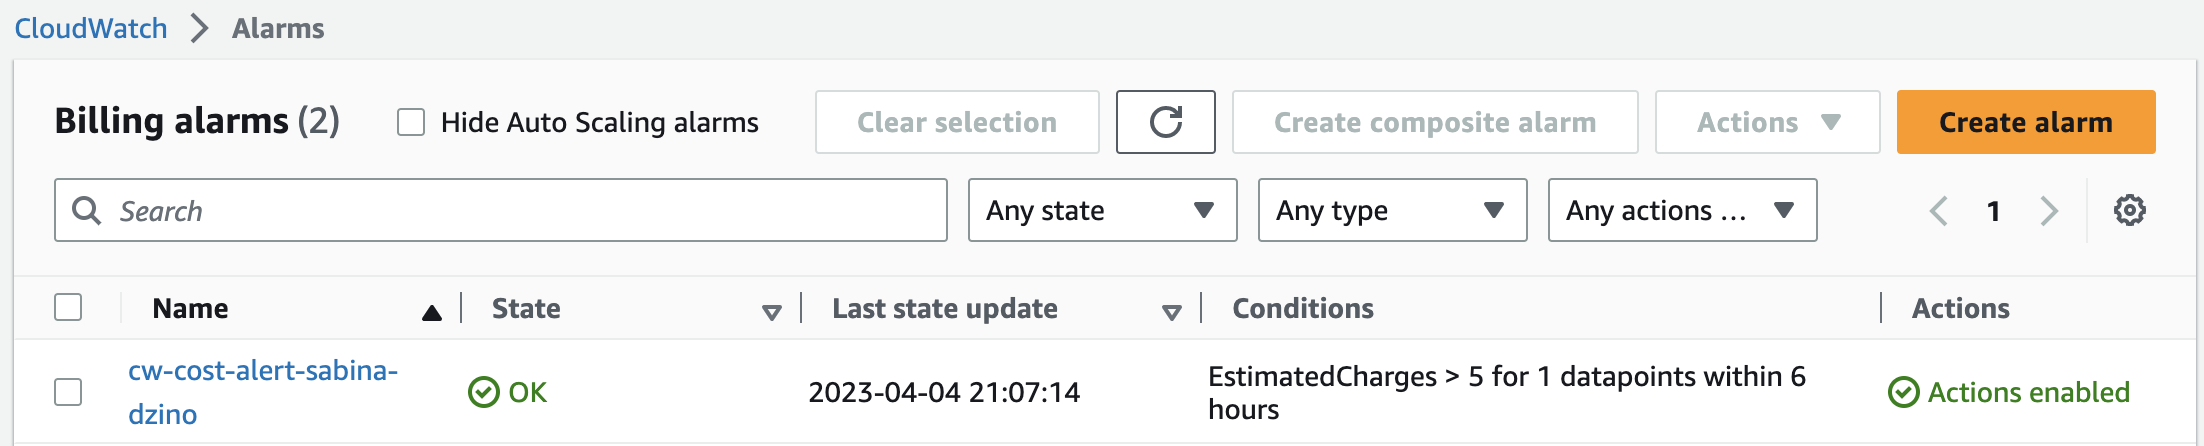 CloudWatch > Alarms
Billing alarms (2) Hide Auto Scaling alarms Clear selection Create composite alarm Actions Create alarm
Search Any state Any type Any actions ... 1
Name State Last state update Conditions Actions
cw-cost-alert-sabina-
dzino
OK
2023-04-04 21:07:14
EstimatedCharges > 5 for 1 datapoints within 6
hours
Actions enabled